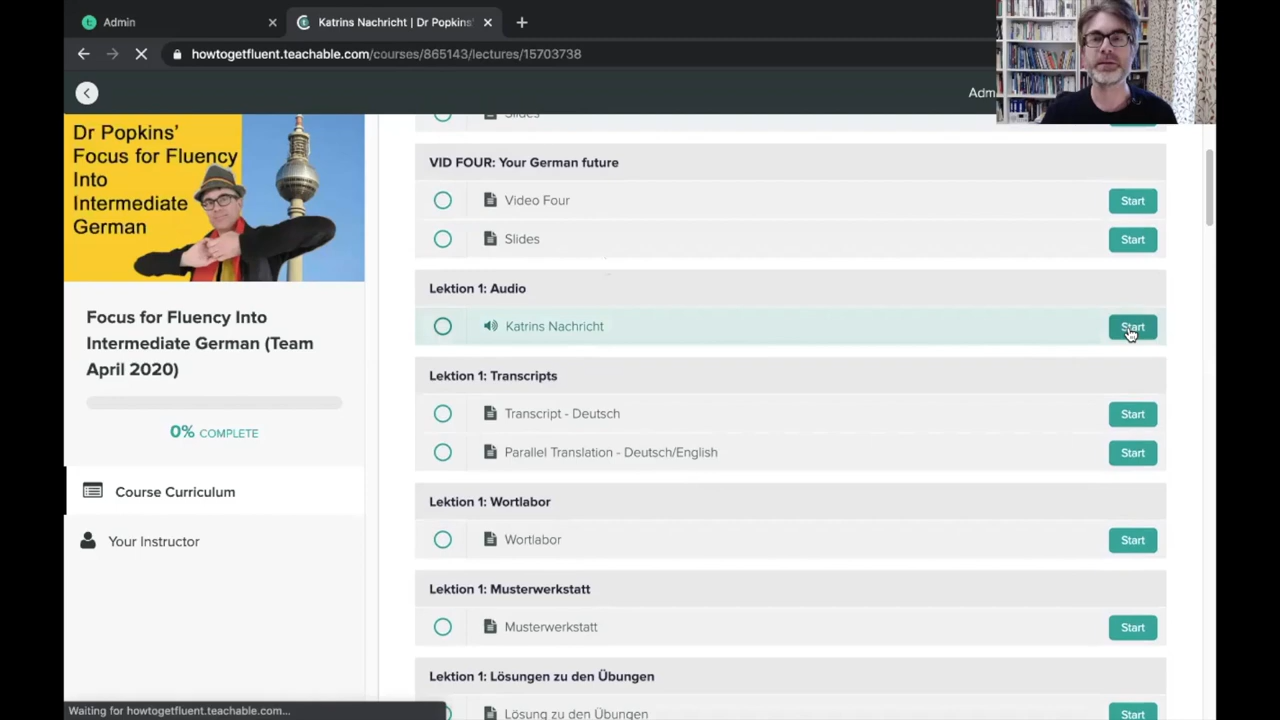 Admin
Katrins Nachricht | Dr Popkins'
howtogetfluent.teachable.com/courses/865143/lectures/15703738
Adm
Dr Popkins'
Focus for Fluency
Into
Intermediate
German
Focus for Fluency Into
Intermediate German (Team
April 2020)
0% COMPLETE
Course Curriculum
Your Instructor
Slides
VID FOUR: Your German future
Video Four Start
Slides Start
Lektion 1: Audio
Katrins Nachricht Start
Lektion 1: Transcripts
Transcript - Deutsch Start
Parallel Translation - Deutsch/English Start
Lektion 1: Wortlabor
Wortlabor Start
Lektion 1: Musterwerkstatt
Musterwerkstatt Start
Lektion 1: Lösungen zu den Übungen
Lösung zu den Übungen Start
Waiting for howtogetfluent.teachable.com...